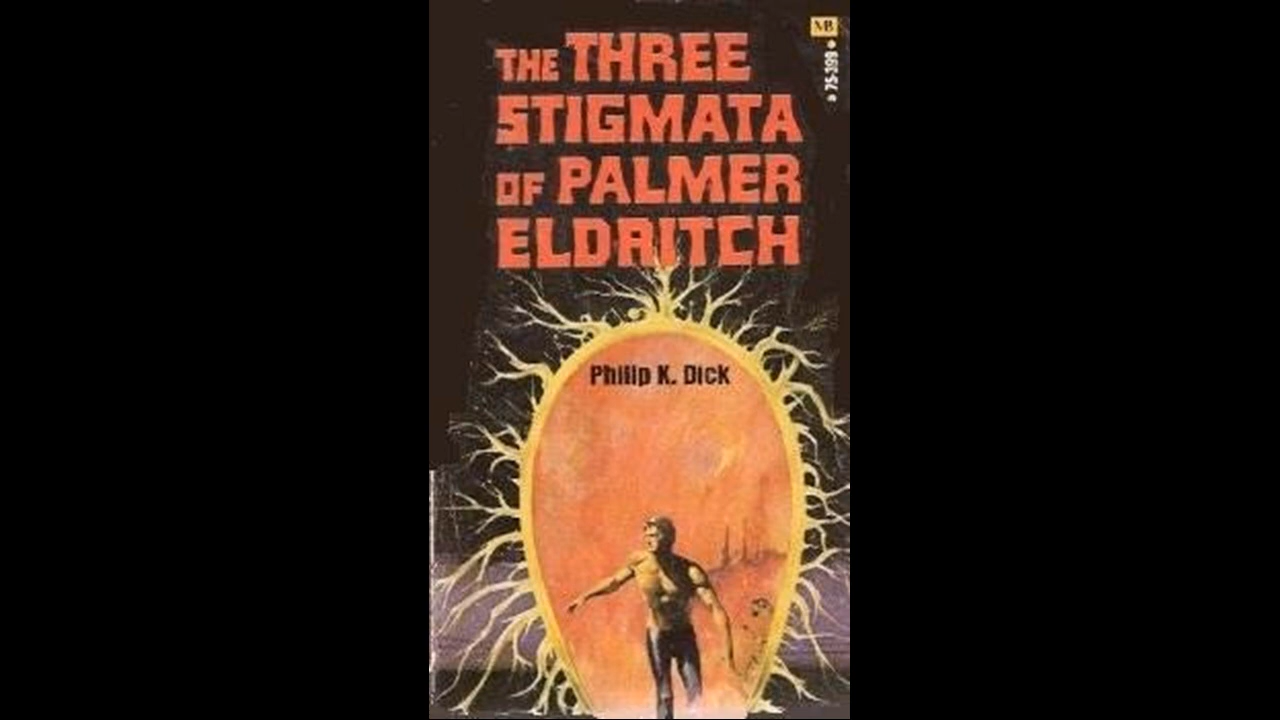 THE THREE
STIGMATA
OF PALMER
ELDRITCH
Philip K. Dick
MB
75-399